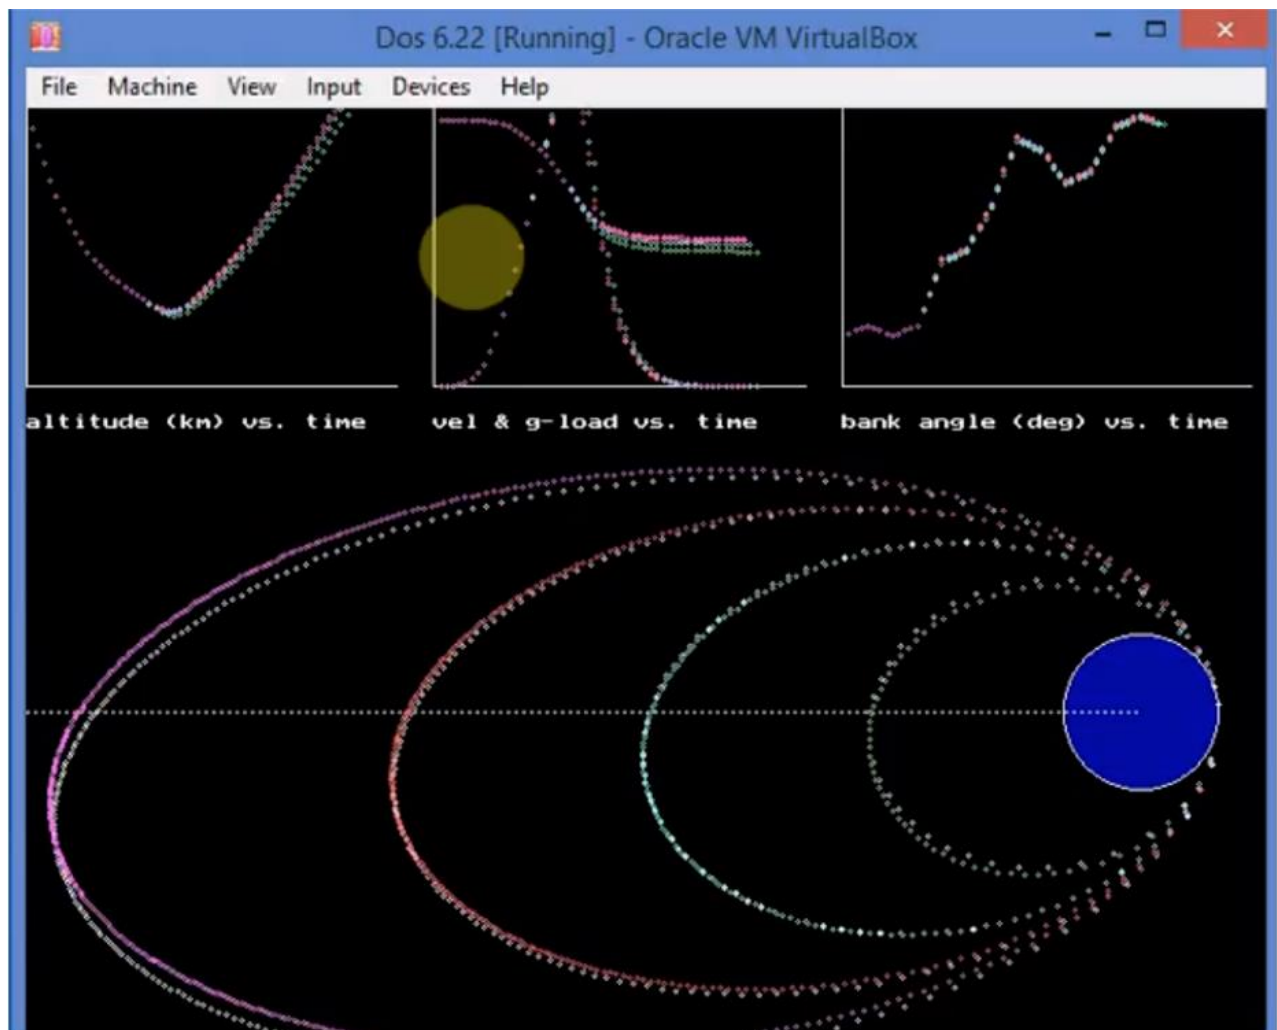 Dos 6.22 [Running] - Oracle VM VirtualBox
File Machine View Input Devices Help
altitude (km) vs. time vel & g-load vs. time bank angle (deg) vs. time